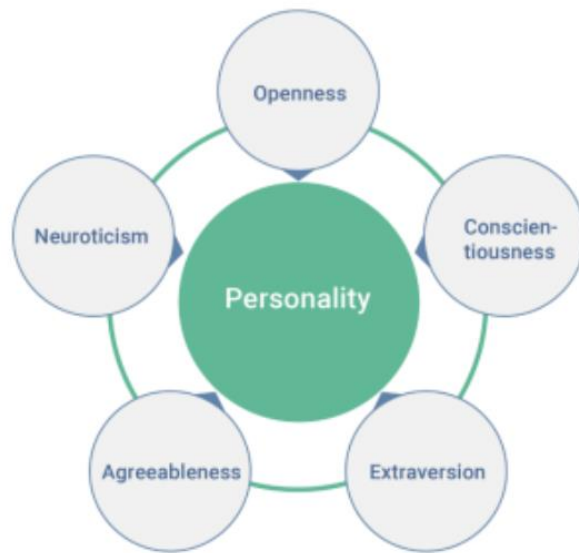 Openness
Conscien-
tiousness
Extraversion
Agreeableness
Neuroticism
Personality